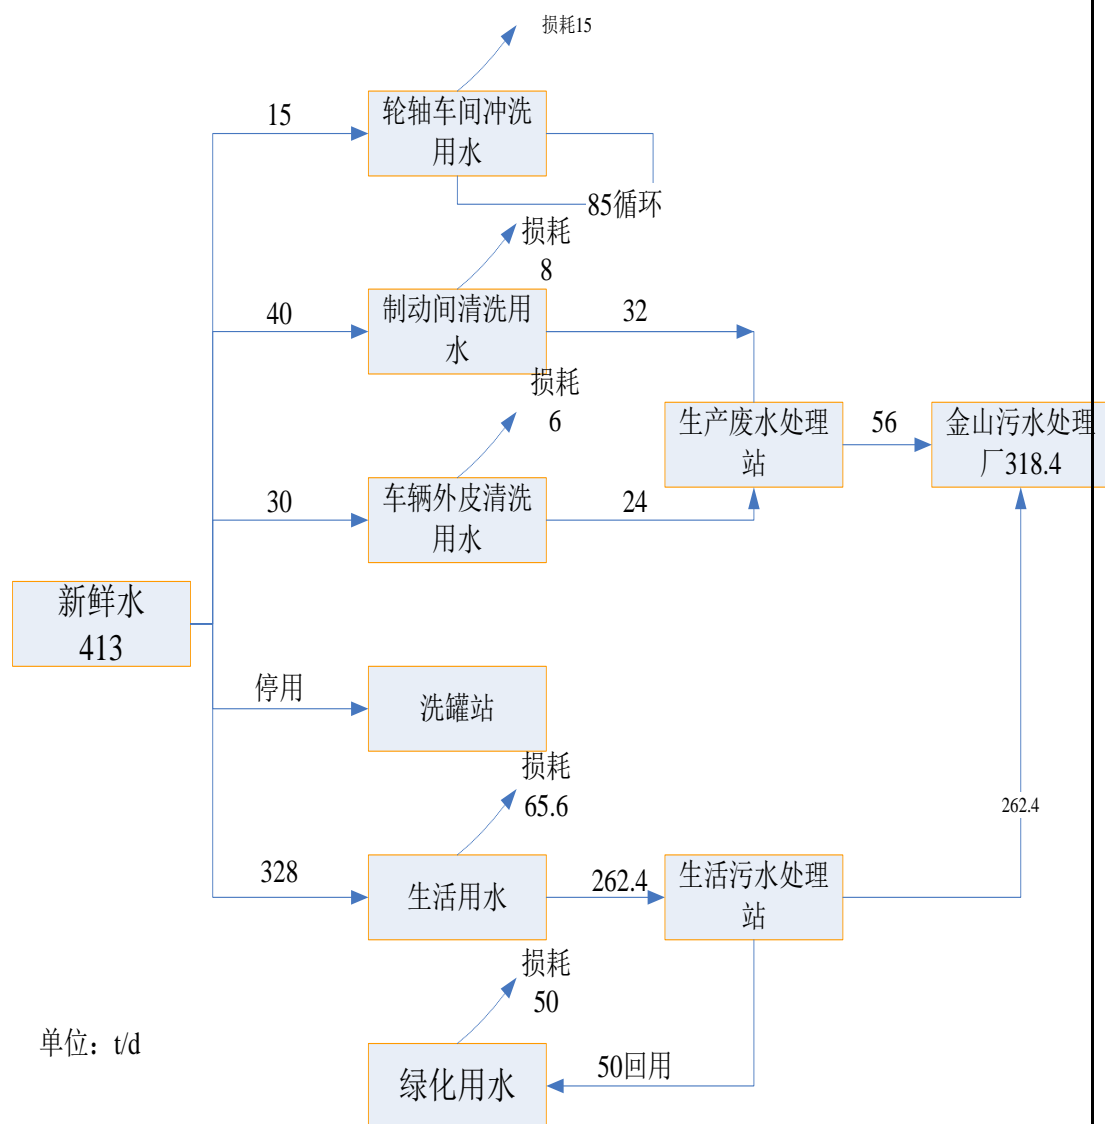 损耗15
15
轮轴车间冲洗
用水
85循环
损耗
8
40
制动间清洗用
水
32
损耗
6
生产废水处理
站
56
金山污水处理
厂318.4
30
车辆外皮清洗
用水
24
新鲜水
413
停用
洗罐站
损耗
65.6
262.4
328
生活用水
262.4
生活污水处理
站
损耗
50
单位：t/d
绿化用水
50回用